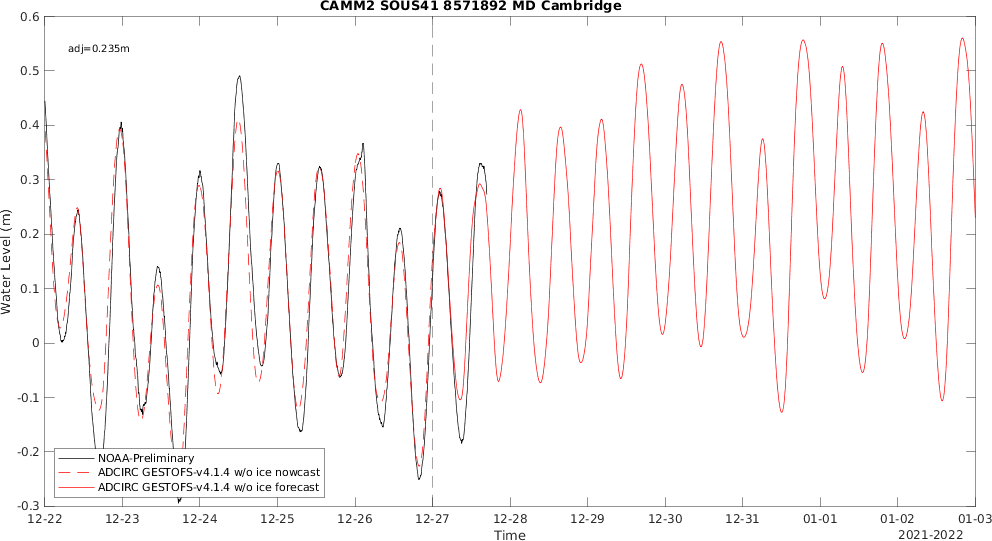 CAMM2 SOUS41 8571892 MD Cambridge
adj=0.235m
Water Level (m)
0.6
0.5
0.4
0.3
0.2
0.1
0
-0.1
-0.2
-0.3
NOAA-Preliminary
ADCIRC GESTOFS-v4.1.4 w/o ice nowcast
ADCIRC GESTOFS-v4.1.4 w/o ice forecast
12-22 12-23 12-24 12-25 12-26 12-27 12-28 12-29 12-30 12-31 01-01 01-02 01-03
Time
2021-2022